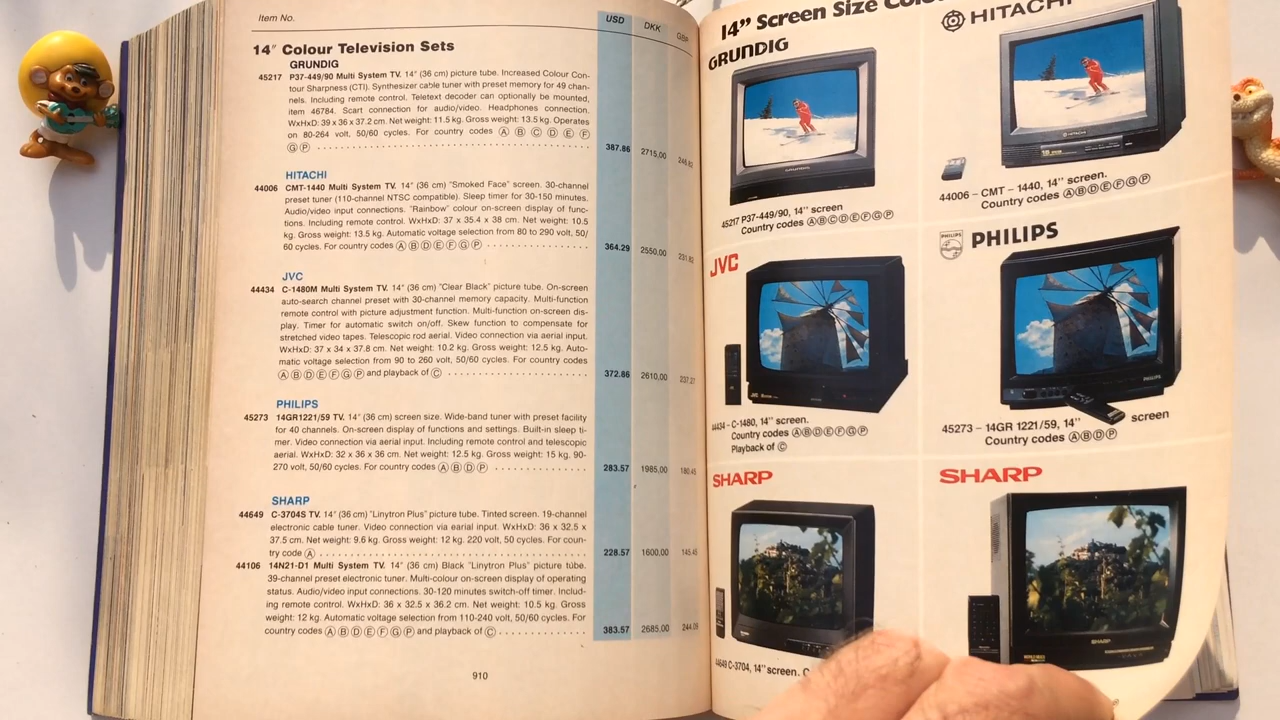 Item No.
USD DKK GBP
14" Colour Television Sets
GRUNDIG
45217 P37-449/90 Multi System TV. 14" (36 cm) picture tube. Increased Colour Con-
tour Sharpness (CTI). Synthesizer cable tuner with preset memory for 49 chan-
nels. Including remote control. Teletext decoder can optionally be mounted,
item 46784. Scart connection for audio/video. Headphones connection.
WxHxD: 39 x 36 x 37.2 cm. Net weight: 11.5 kg. Gross weight: 13.5 kg. Operates
on 80-264 volt, 50/60 cycles. For country codes Ⓐ Ⓑ Ⓒ Ⓓ Ⓔ Ⓕ
Ⓖ Ⓟ . . . . . . . . 387.86 2715,00
HITACHI
44006 CMT-1440 Multi System TV. 14" (36 cm) "Smoked Face" screen. 30-channel
preset tuner (110-channel NTSC compatible). Sleep timer for 30-150 minutes.
Audio/video input connections. "Rainbow" colour on-screen display of func-
tions. Including remote control. WxHxD: 37 x 35.4 x 38 cm. Net weight: 10.5
kg. Gross weight: 13.5 kg. Automatic voltage selection from 80 to 290 volt, 50/
60 cycles. For country codes Ⓐ Ⓑ Ⓓ Ⓔ Ⓕ Ⓖ Ⓟ . . . . . . . . 364.29 2550,00 231.82
JVC
44434 C-1480M Multi System TV. 14" (36 cm) "Clear Black" picture tube. On-screen
auto-search channel preset with 30-channel memory capacity. Multi-function
remote control with picture adjustment function. Multi-function on-screen dis-
play. Timer for automatic switch on/off. Skew function to compensate for
stretched video tapes. Telescopic rod aerial. Video connection via aerial input.
WxHxD: 37 x 34 x 37.8 cm. Net weight: 10.2 kg. Gross weight: 12.5 kg. Auto-
matic voltage selection from 90 to 260 volt, 50/60 cycles. For country codes
Ⓐ Ⓑ Ⓓ Ⓔ Ⓕ Ⓖ Ⓟ and playback of Ⓒ . . . . . . . . 372.86 2610,00 237.27
PHILIPS
45273 14GR1221/59 TV. 14" (36 cm) screen size. Wide-band tuner with preset facility
for 40 channels. On-screen display of functions and settings. Built-in sleep ti-
mer. Video connection via aerial input. Including remote control and telescopic
aerial. WxHxD: 32 x 36 x 36 cm. Net weight: 12.5 kg. Gross weight: 15 kg. 90-
270 volt, 50/60 cycles. For country codes Ⓐ Ⓑ Ⓓ Ⓟ . . . . . . . . 283.57 1985,00 180.45
SHARP
44649 C-3704S TV. 14" (36 cm) "Linytron Plus" picture tube. Tinted screen. 19-channel
electronic cable tuner. Video connection via earial input. WxHxD: 36 x 32.5 x
37.5 cm. Net weight: 9.6 kg. Gross weight: 12 kg. 220 volt, 50 cycles. For coun-
try code Ⓐ . . . . . . . . 228.57 1600,00 145.45
44106 14N21-D1 Multi System TV. 14" (36 cm) Black "Linytron Plus" picture tube.
39-channel preset electronic tuner. Multi-colour on-screen display of operating
status. Audio/video input connections. 30-120 minutes switch-off timer. Includ-
ing remote control. WxHxD: 36 x 32.5 x 36.2 cm. Net weight: 10.5 kg. Gross
weight: 12 kg. Automatic voltage selection from 110-240 volt, 50/60 cycles. For
country codes Ⓐ Ⓑ Ⓓ Ⓔ Ⓕ Ⓖ Ⓟ and playback of Ⓒ . . . . . . . . 383.57 2685,00 244.09
910
14" Screen Size
GRUNDIG
45217 P37-449/90, 14" screen
Country codes ⒶⒷⒸⒹⒺⒻⒼⓅ
HITACHI
HITACHI
44006 – CMT – 1440, 14" screen.
Country codes ⒶⒷⒹⒺⒻⒼⓅ
JVC
JVC
44434 – C-1480, 14" screen.
Country codes ⒶⒷⒹⒺⒻⒼⓅ
Playback of Ⓒ
PHILIPS
PHILIPS
PHILIPS
45273 – 14GR 1221/59, 14" screen
Country codes ⒶⒷⒹⓅ
SHARP
44649 C-3704, 14" screen. C
SHARP
SHARP